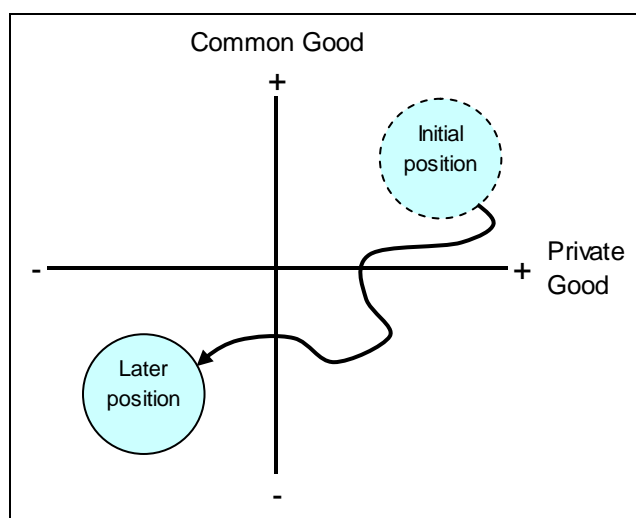 Common Good
+
Initial
position
Private
Good
-
+
Later
position
-